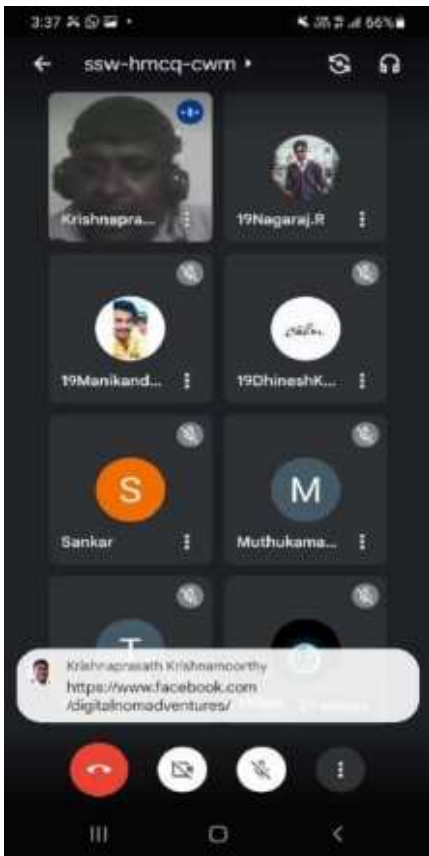 3:37
66%
ssw-hmcq-cwm
Krishnapra...
19Nagaraj.R
19Manikand...
calm
19DhineshK...
S
Sankar
M
Muthukama...
T
Krishnaprasath Krishnamoorthy
https://www.facebook.com
/digitalnomadventures/